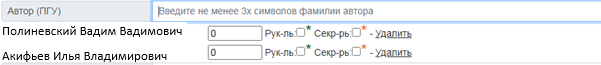 Автор (ПГУ) Введите не менее 3х символов фамилии автора
Полиневский Вадим Вадимович 0 Рук-ль: * Секр-рь: * - Удалить
Акифьев Илья Владимирович 0 Рук-ль: * Секр-рь: * - Удалить